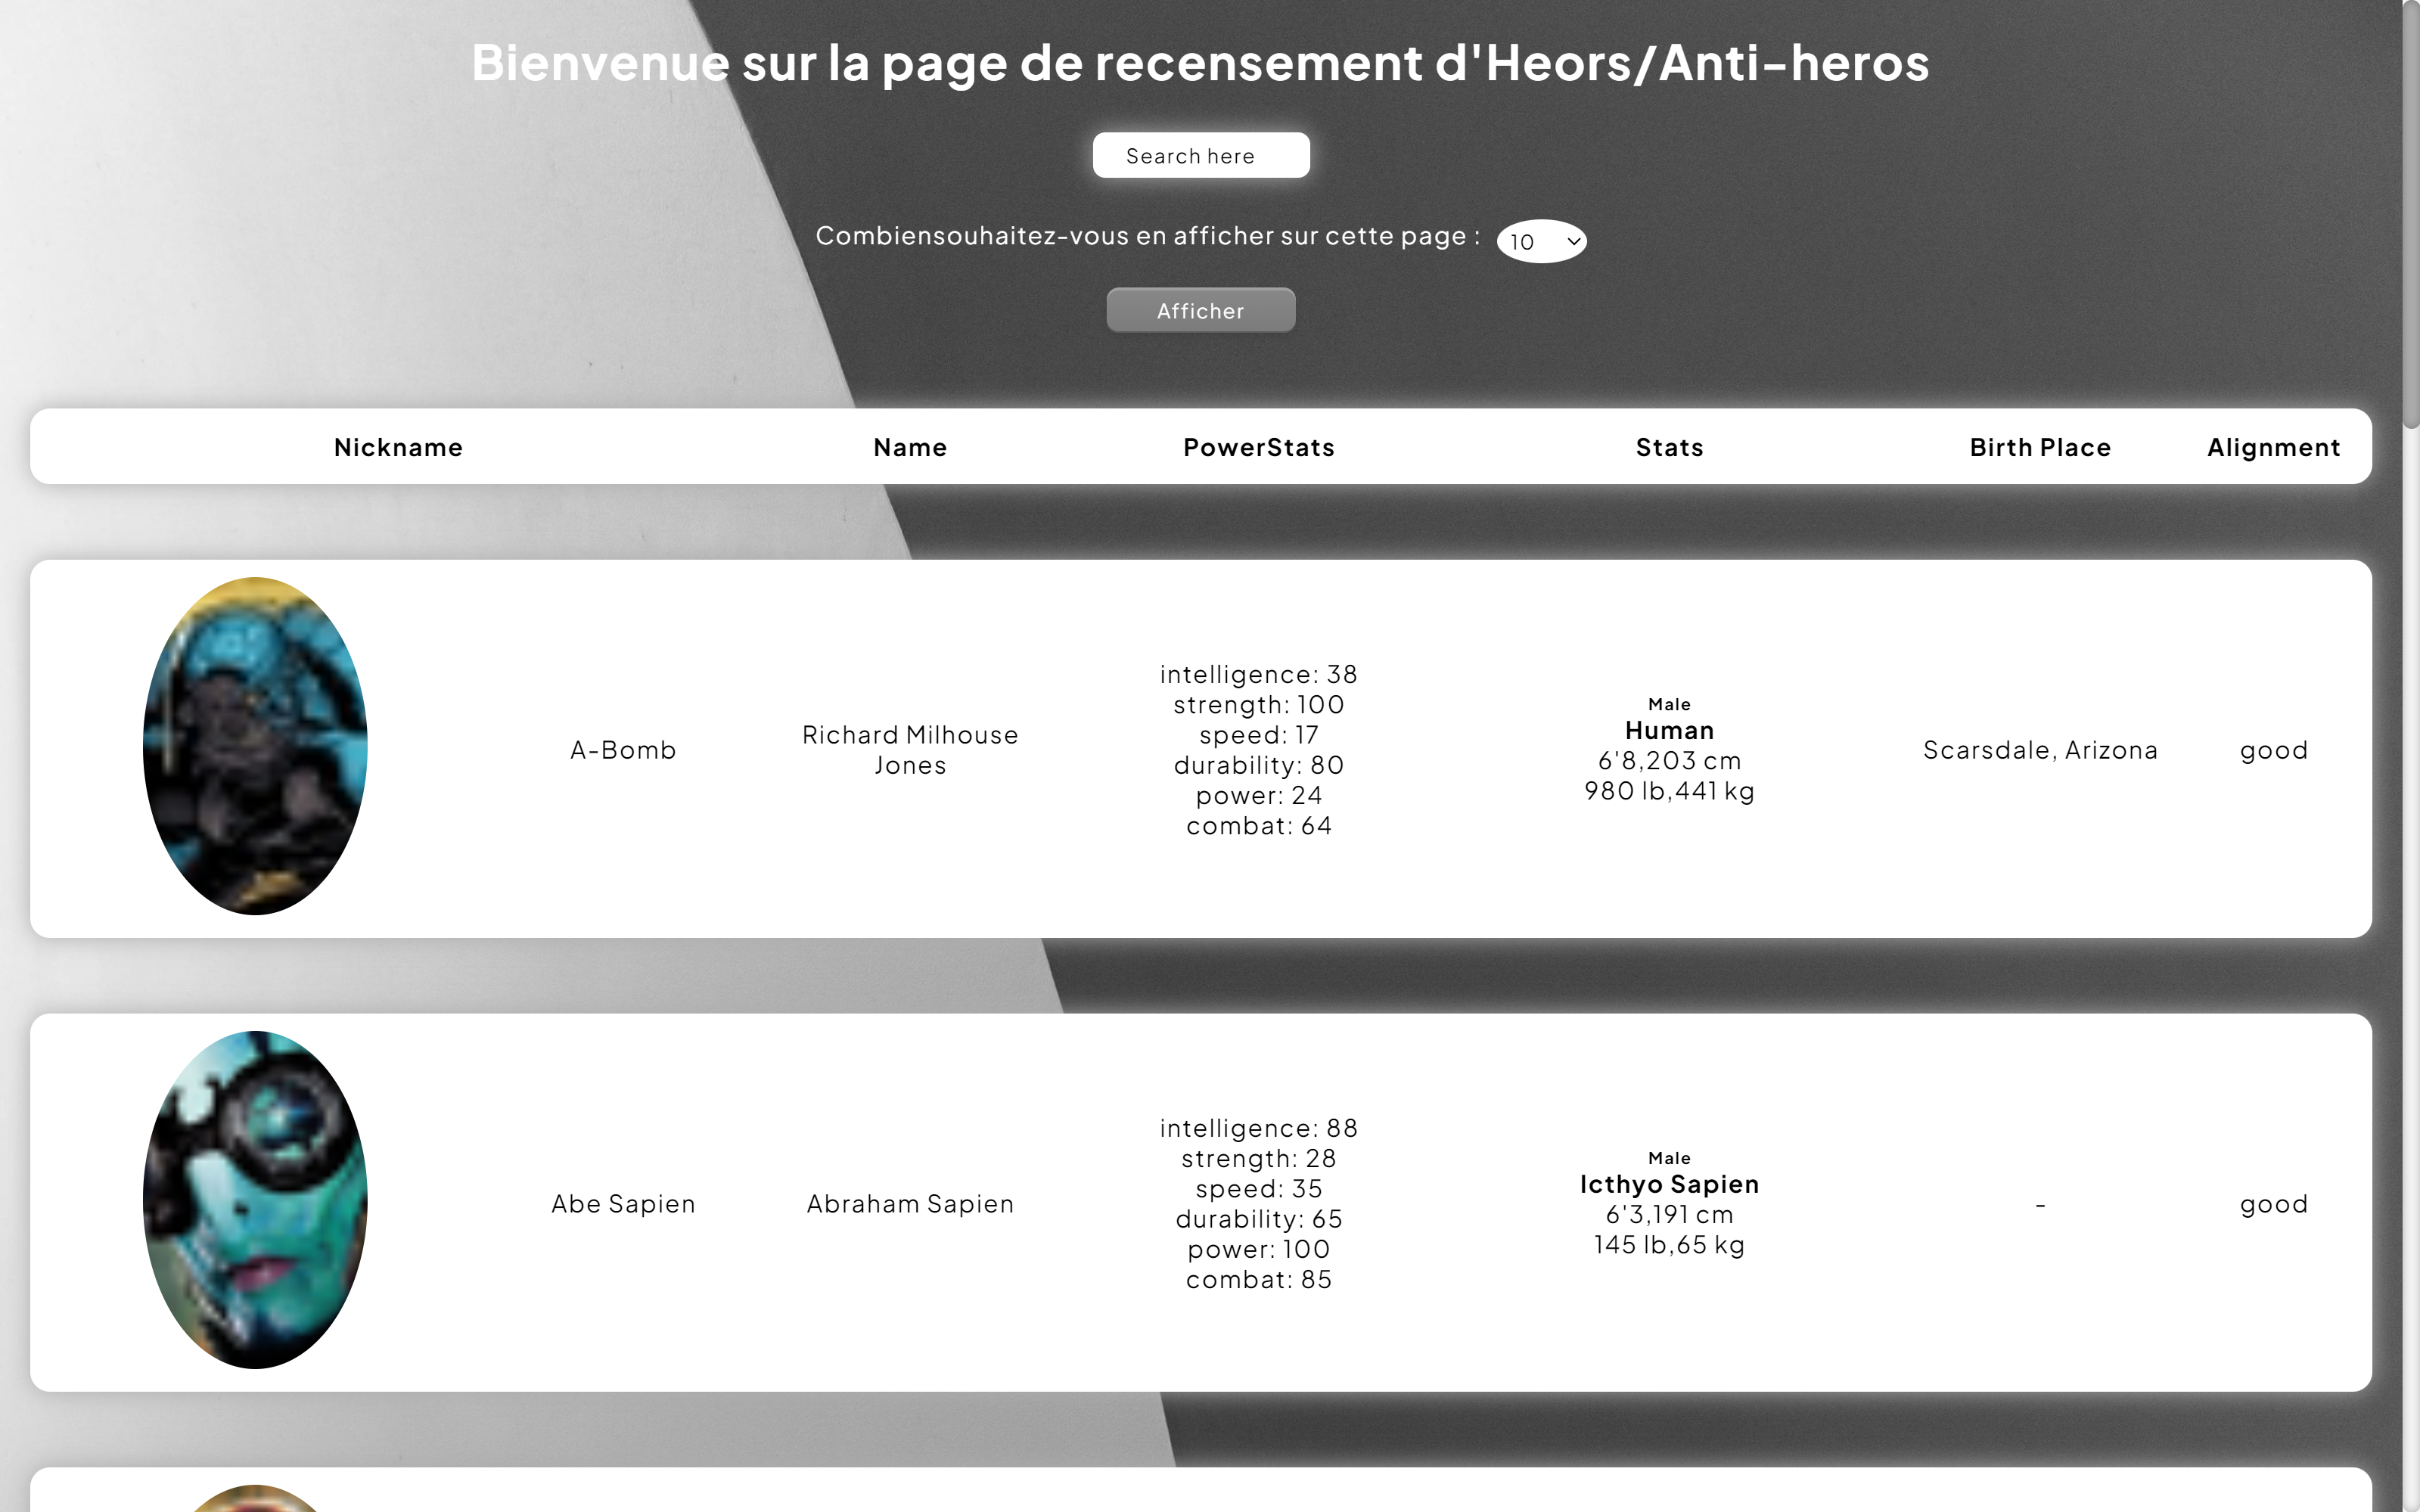 Bienvenue sur la page de recensement d'Heors/Anti-heros
Search here
Combiensouhaitez-vous en afficher sur cette page : 10
Afficher
Nickname Name PowerStats Stats Birth Place Alignment
A-Bomb
Richard Milhouse
Jones
intelligence: 38
strength: 100
speed: 17
durability: 80
power: 24
combat: 64
Male
Human
6'8,203 cm
980 lb,441 kg
Scarsdale, Arizona
good
Abe Sapien
Abraham Sapien
intelligence: 88
strength: 28
speed: 35
durability: 65
power: 100
combat: 85
Male
Icthyo Sapien
6'3,191 cm
145 lb,65 kg
-
good